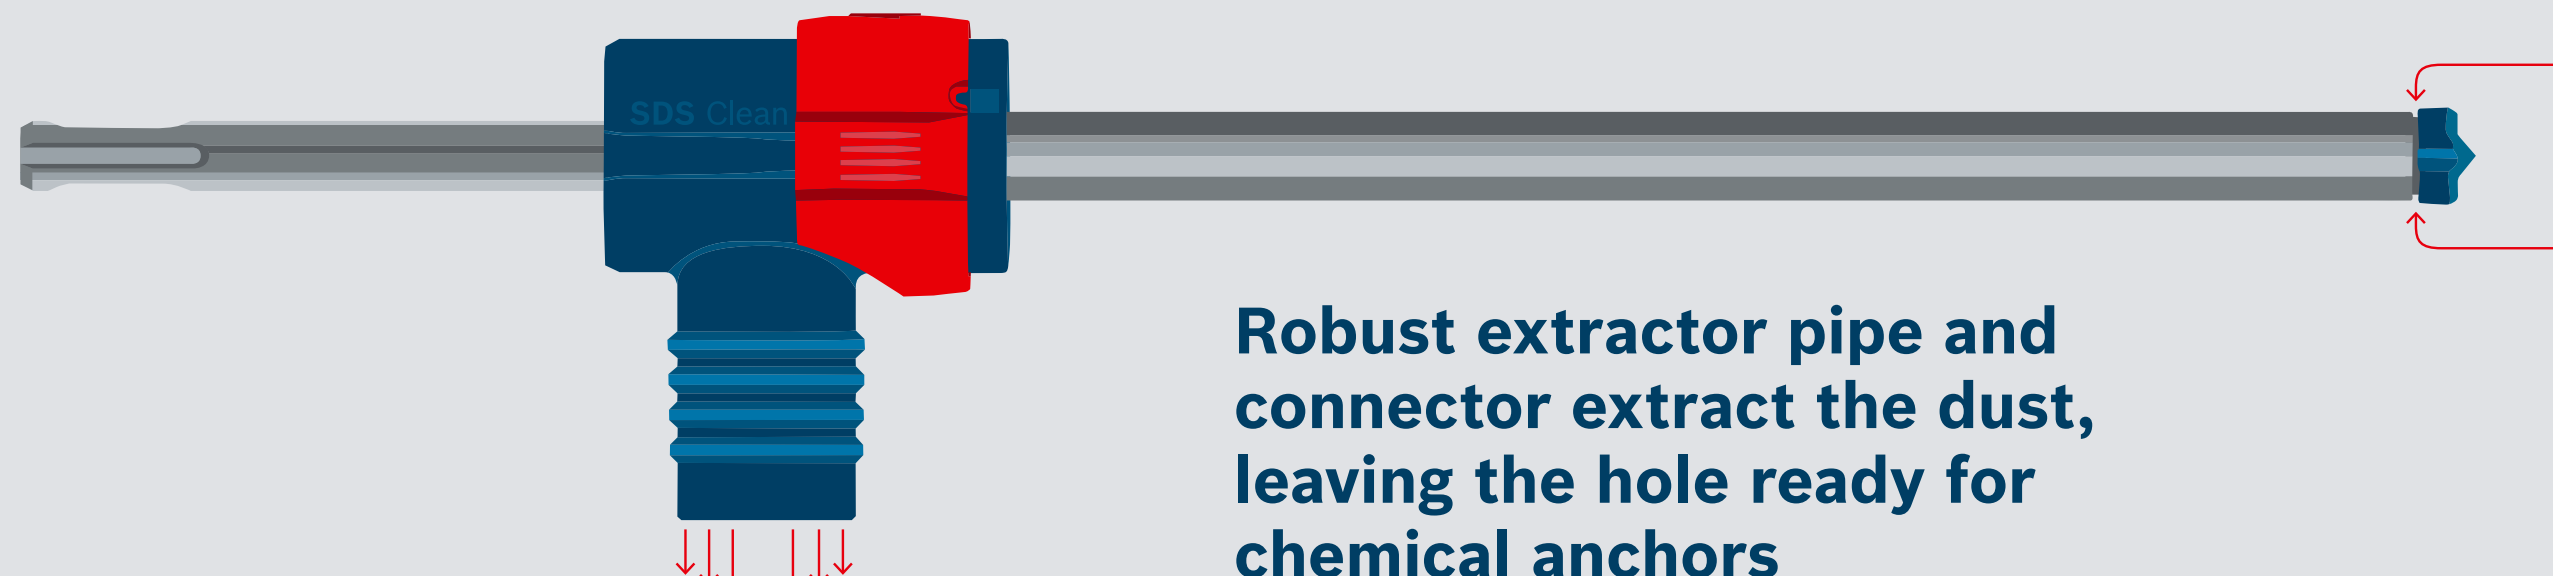 SDS Clean
Robust extractor pipe and
connector extract the dust,
leaving the hole ready for
chemical anchors